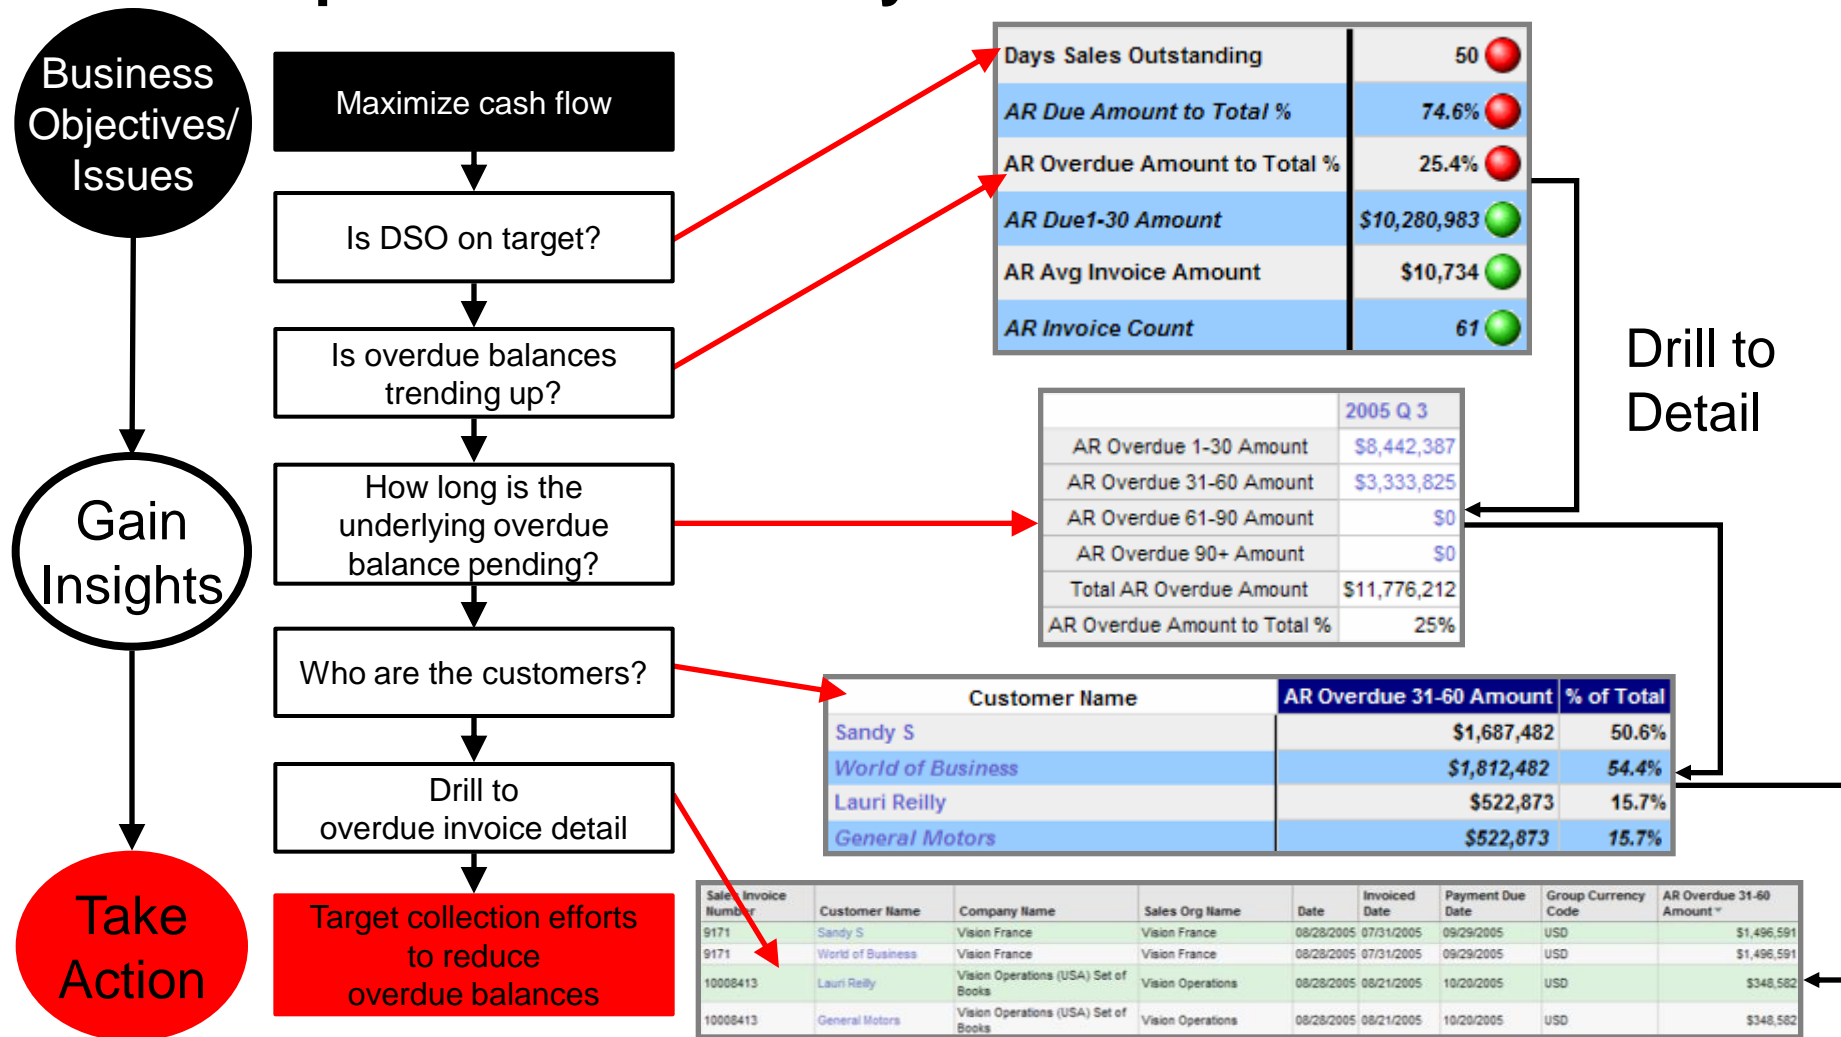 Business
Objectives/
Issues
Maximize cash flow
Is DSO on target?
Is overdue balances
trending up?
How long is the
underlying overdue
balance pending?
Who are the customers?
Drill to
overdue invoice detail
Target collection efforts
to reduce
overdue balances
Gain
Insights
Take
Action
Days Sales Outstanding 50
AR Due Amount to Total % 74.6%
AR Overdue Amount to Total % 25.4%
AR Due1-30 Amount $10,280,983
AR Avg Invoice Amount $10,734
AR Invoice Count 61
Drill to
Detail
2005 Q 3
AR Overdue 1-30 Amount $8,442,387
AR Overdue 31-60 Amount $3,333,825
AR Overdue 61-90 Amount $0
AR Overdue 90+ Amount $0
Total AR Overdue Amount $11,776,212
AR Overdue Amount to Total % 25%
Customer Name AR Overdue 31-60 Amount % of Total
Sandy S $1,687,482 50.6%
World of Business $1,812,482 54.4%
Lauri Reilly $522,873 15.7%
General Motors $522,873 15.7%
Sales Invoice Number Customer Name Company Name Sales Org Name Date Invoiced Date Payment Due Date Group Currency Code AR Overdue 31-60 Amount
9171 Sandy S Vision France Vision France 08/28/2005 07/31/2005 09/29/2005 USD $1,496,591
9171 World of Business Vision France Vision France 08/28/2005 07/31/2005 09/29/2005 USD $1,496,591
10008413 Lauri Reilly Vision Operations (USA) Set of Books Vision Operations 08/28/2005 08/21/2005 10/20/2005 USD $348,582
10008413 General Motors Vision Operations (USA) Set of Books Vision Operations 08/28/2005 08/21/2005 10/20/2005 USD $348,582